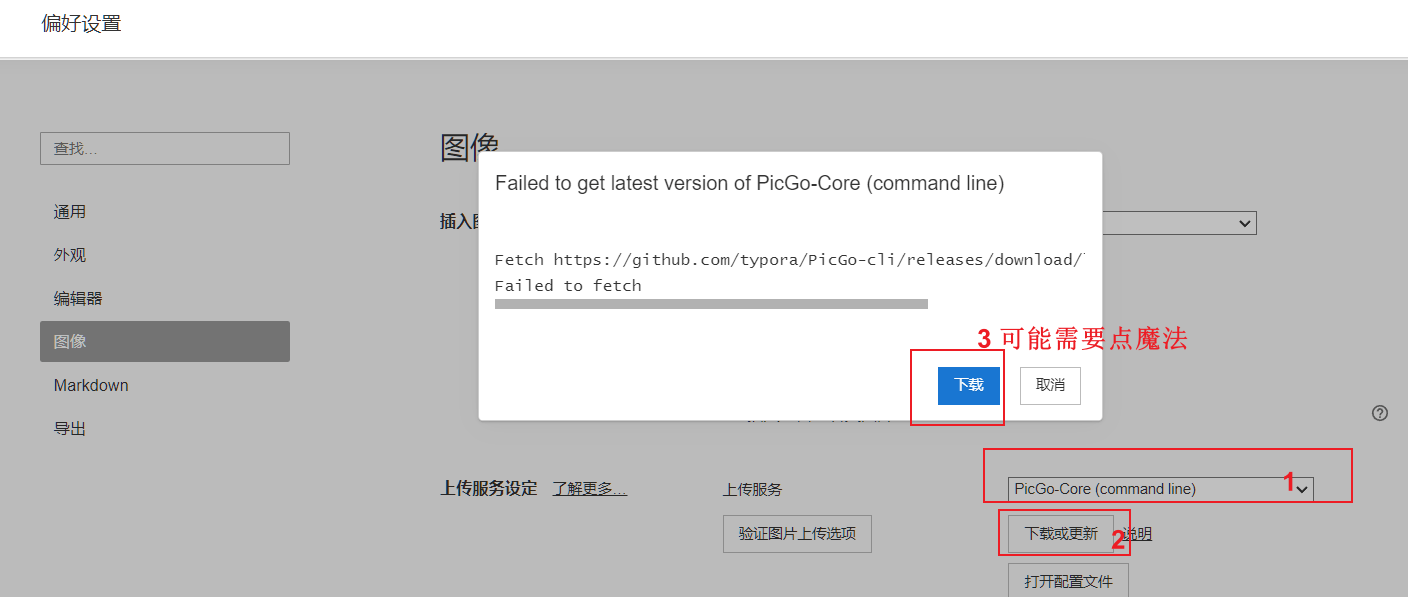 偏好设置
查找...
图像
通用
外观
编辑器
图像
Markdown
导出
Failed to get latest version of PicGo-Core (command line)
插入
Fetch https://github.com/typora/PicGo-cli/releases/download/
Failed to fetch
3 可能需要点魔法
下载
取消
上传服务设定 了解更多...
上传服务
PicGo-Core (command line)
1
验证图片上传选项
下载或更新
2
说明
打开配置文件